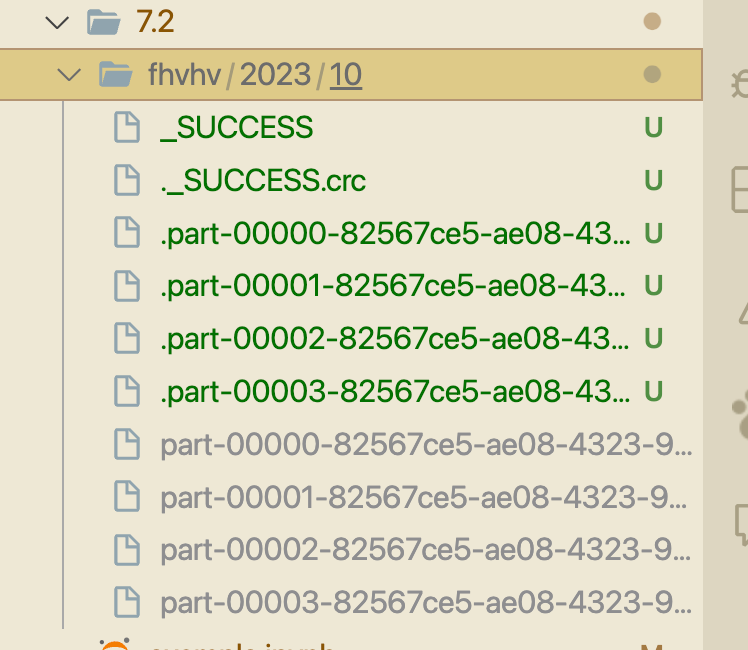 7.2
fhvhv/2023/10
_SUCCESS U
._SUCCESS.crc U
.part-00000-82567ce5-ae08-43... U
.part-00001-82567ce5-ae08-43... U
.part-00002-82567ce5-ae08-43... U
.part-00003-82567ce5-ae08-43... U
part-00000-82567ce5-ae08-4323-9...
part-00001-82567ce5-ae08-4323-9...
part-00002-82567ce5-ae08-4323-9...
part-00003-82567ce5-ae08-4323-9...